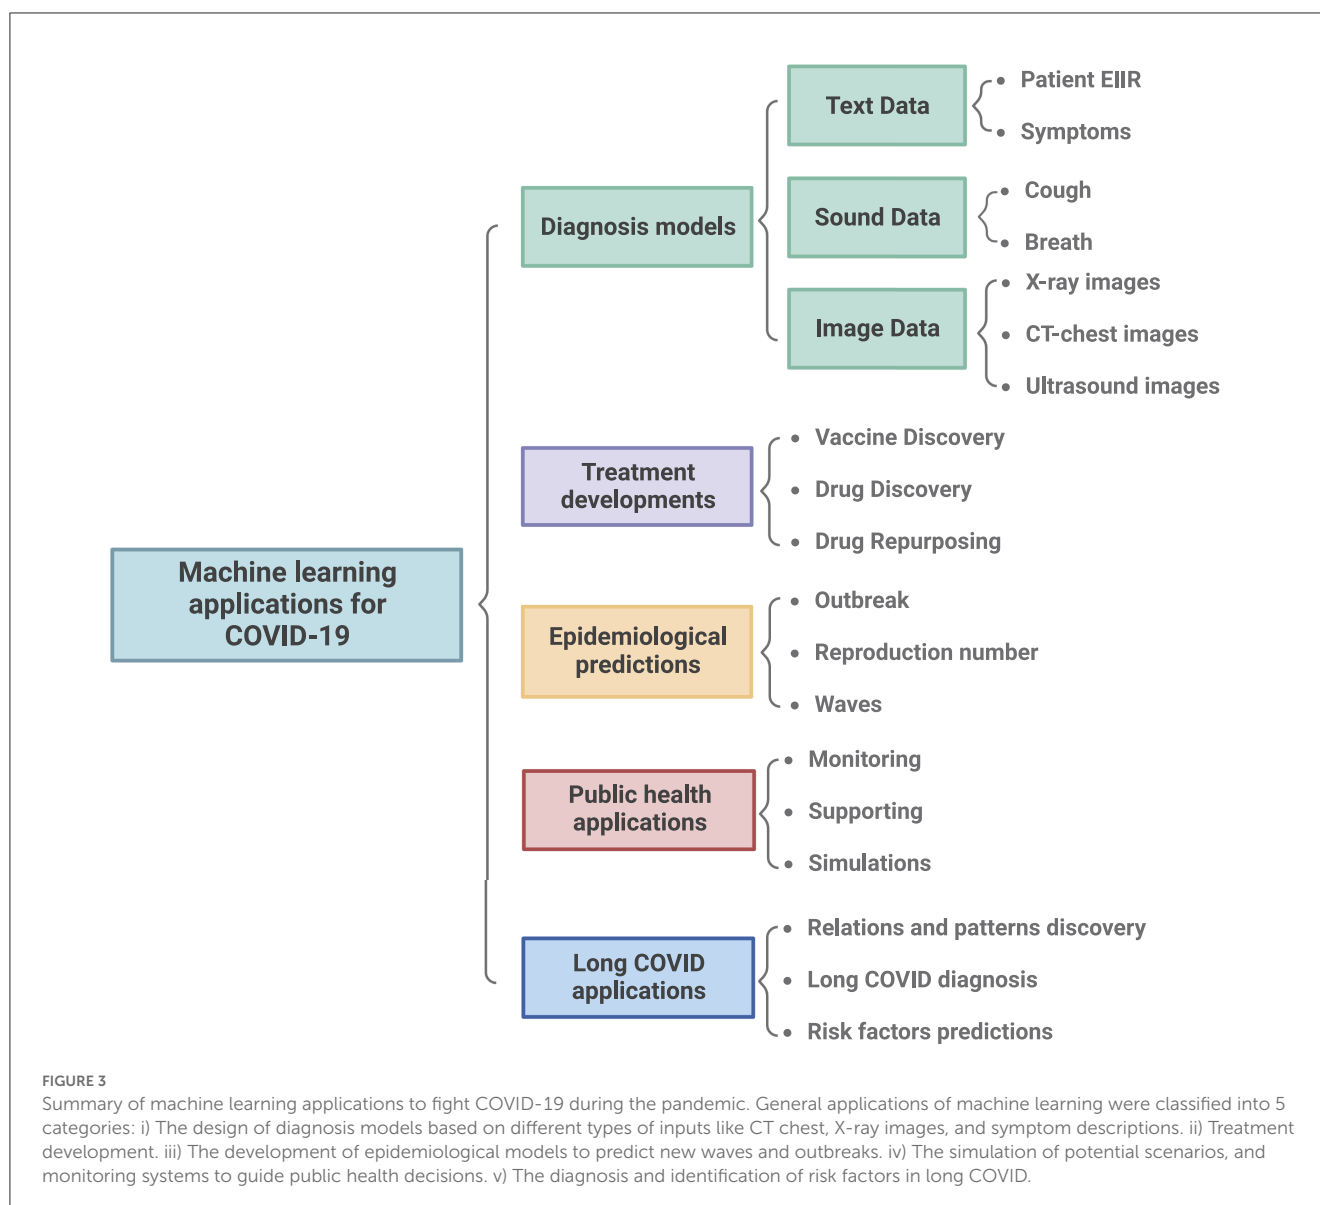 Text Data
• Patient EIIR
• Symptoms
Diagnosis models
Sound Data
• Cough
• Breath
Image Data
• X-ray images
• CT-chest images
• Ultrasound images
Machine learning
applications for
COVID-19
Treatment
developments
• Vaccine Discovery
• Drug Discovery
• Drug Repurposing
Epidemiological
predictions
• Outbreak
• Reproduction number
• Waves
Public health
applications
• Monitoring
• Supporting
• Simulations
Long COVID
applications
• Relations and patterns discovery
• Long COVID diagnosis
• Risk factors predictions
FIGURE 3
Summary of machine learning applications to fight COVID-19 during the pandemic. General applications of machine learning were classified into 5
categories: i) The design of diagnosis models based on different types of inputs like CT chest, X-ray images, and symptom descriptions. ii) Treatment
development. iii) The development of epidemiological models to predict new waves and outbreaks. iv) The simulation of potential scenarios, and
monitoring systems to guide public health decisions. v) The diagnosis and identification of risk factors in long COVID.